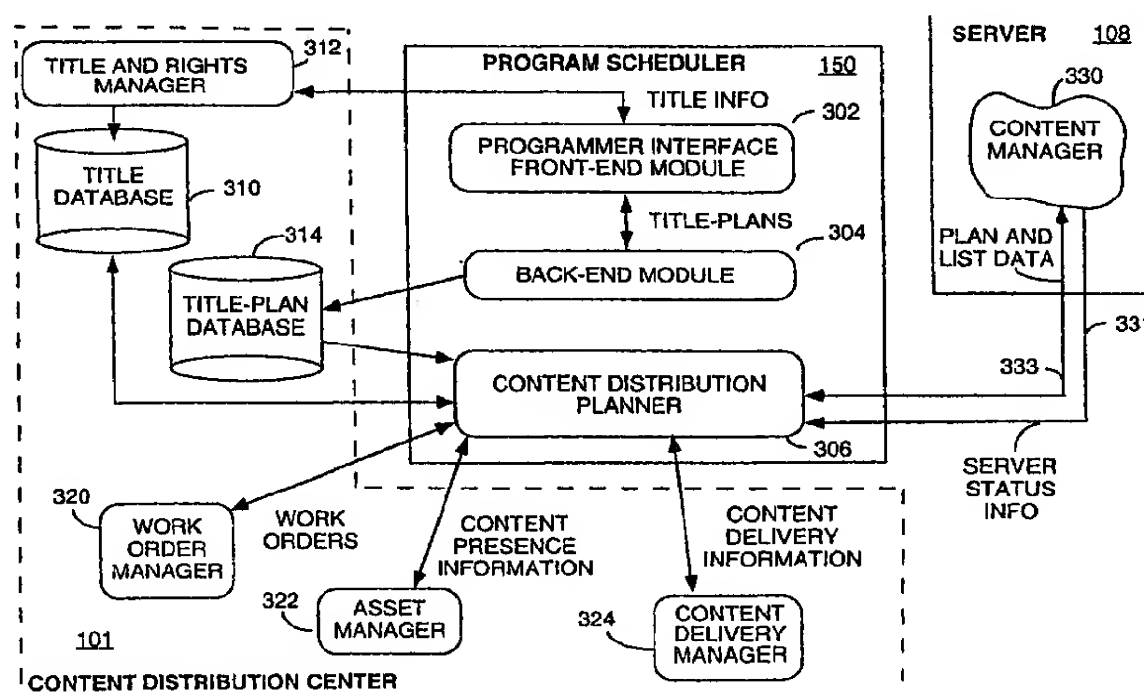 312
TITLE AND RIGHTS
MANAGER
PROGRAM SCHEDULER 150
SERVER 108
330
CONTENT
MANAGER
TITLE INFO
302
PROGRAMMER INTERFACE
FRONT-END MODULE
TITLE
DATABASE
310
TITLE-PLANS
304
BACK-END MODULE
314
TITLE-PLAN
DATABASE
PLAN AND
LIST DATA
331
333
CONTENT DISTRIBUTION
PLANNER
306
SERVER
STATUS
INFO
320
WORK
ORDER
MANAGER
WORK
ORDERS
CONTENT
PRESENCE
INFORMATION
CONTENT
DELIVERY
INFORMATION
322
ASSET
MANAGER
324
CONTENT
DELIVERY
MANAGER
101
CONTENT DISTRIBUTION CENTER